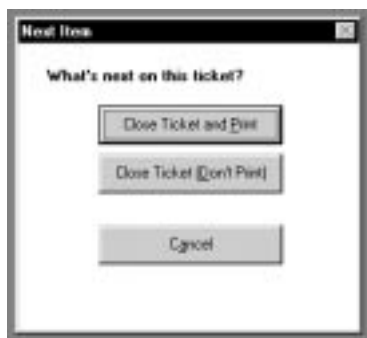 Next Item
What's next on this ticket?
Close Ticket and Print
Close Ticket (Don't Print)
Cancel